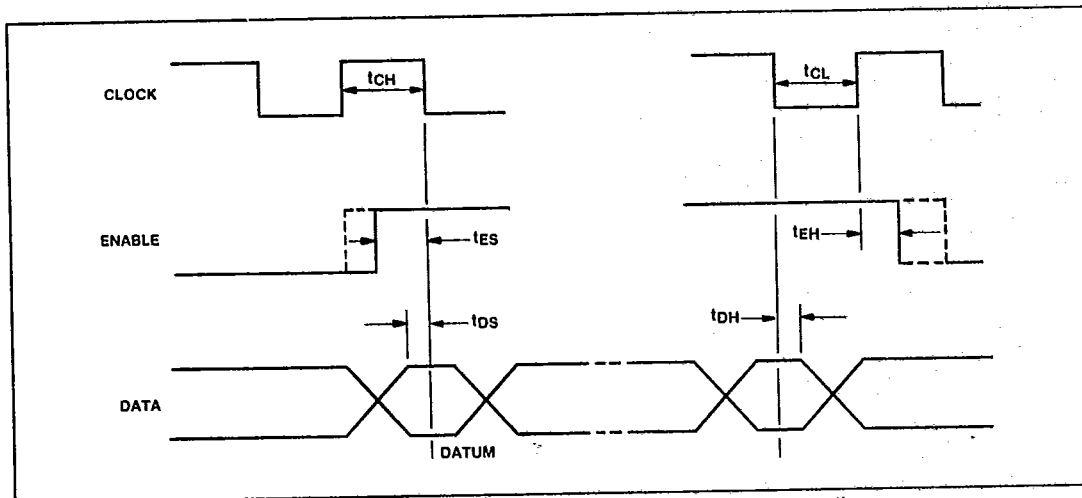 CLOCK
tCH
tCL
ENABLE
tES
tEH
tDS
tDH
DATA
DATUM